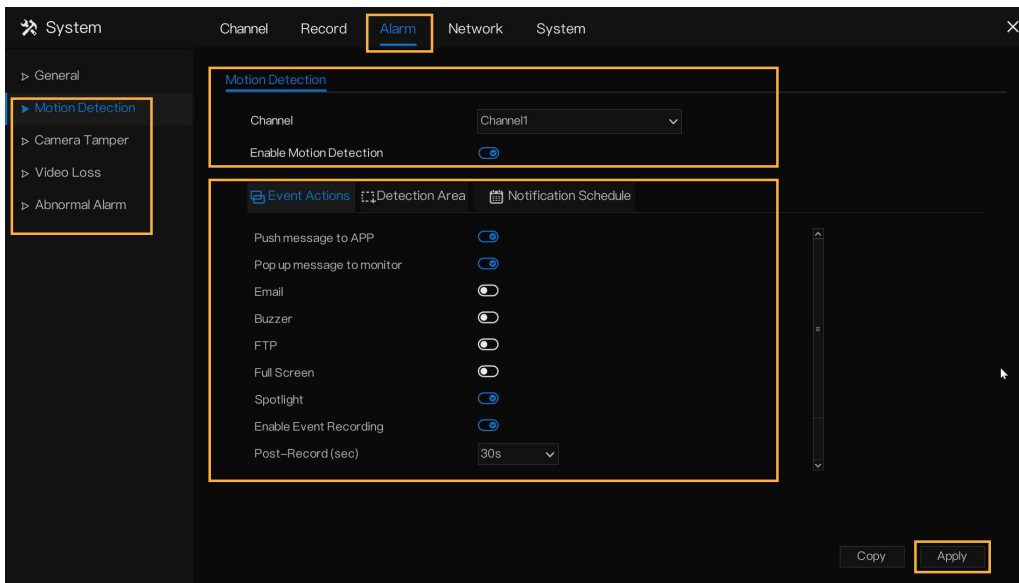 System
Channel Record Alarm Network System
General
Motion Detection
Camera Tamper
Video Loss
Abnormal Alarm
Motion Detection
Channel Channel1
Enable Motion Detection
Event Actions Detection Area Notification Schedule
Push message to APP
Pop up message to monitor
Email
Buzzer
FTP
Full Screen
Spotlight
Enable Event Recording
Post-Record (sec) 30s
Copy Apply